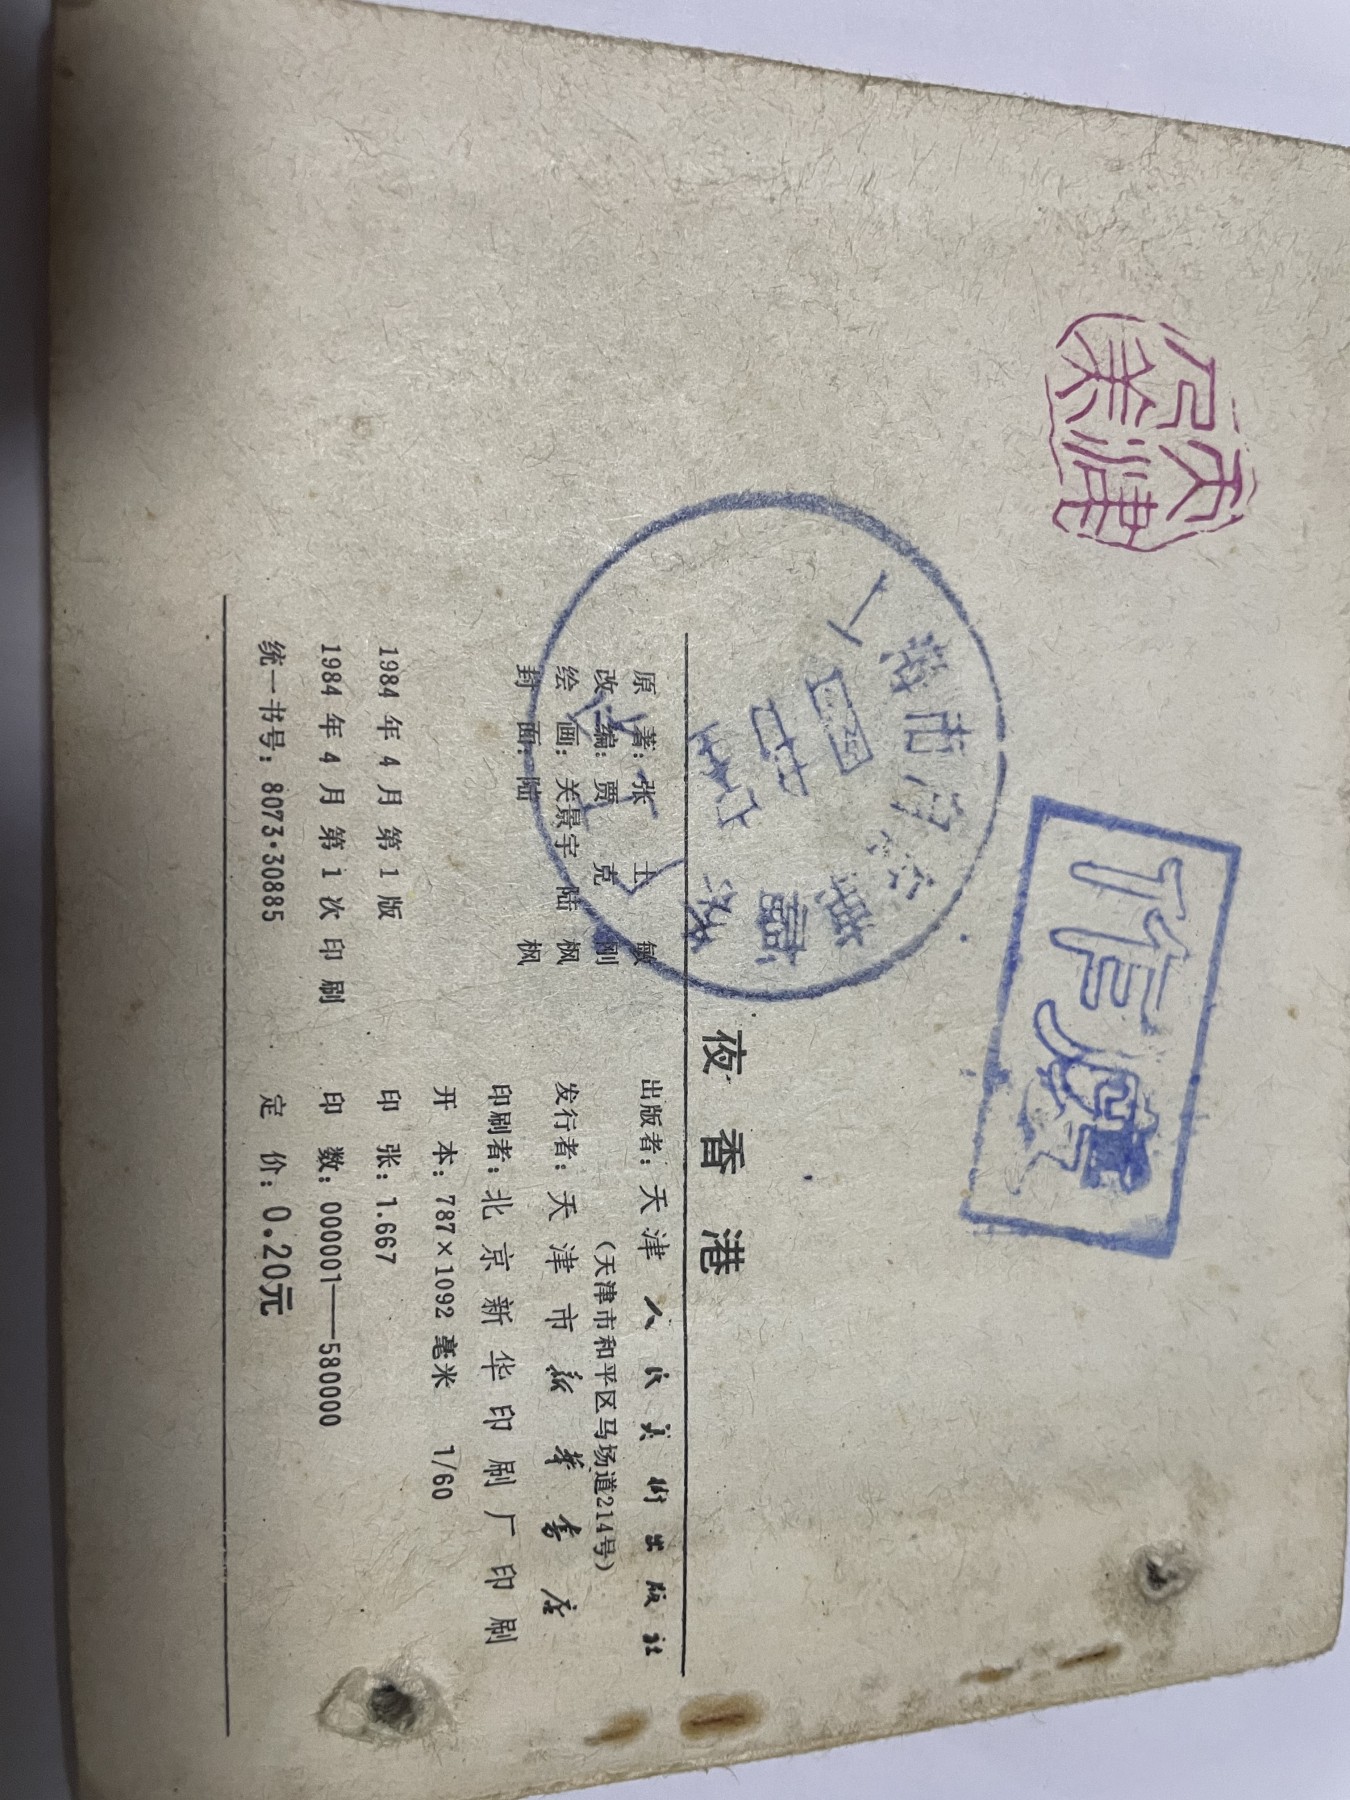 天津
人美
作废
夜香港
原著：张士敏
改编：贾克刚
绘画：关景宇 陆枫
封面：陆枫
1984年4月第1版
1984年4月第1次印刷
统一书号：8073·30885
出版者：天津人民美术出版社
（天津市和平区马场道214号）
发行者：天津市新华书店
印刷者：北京新华印刷厂印刷
开本：787×1092毫米 1/60
印张：1.667
印数：000001——580000
定价：0.20元